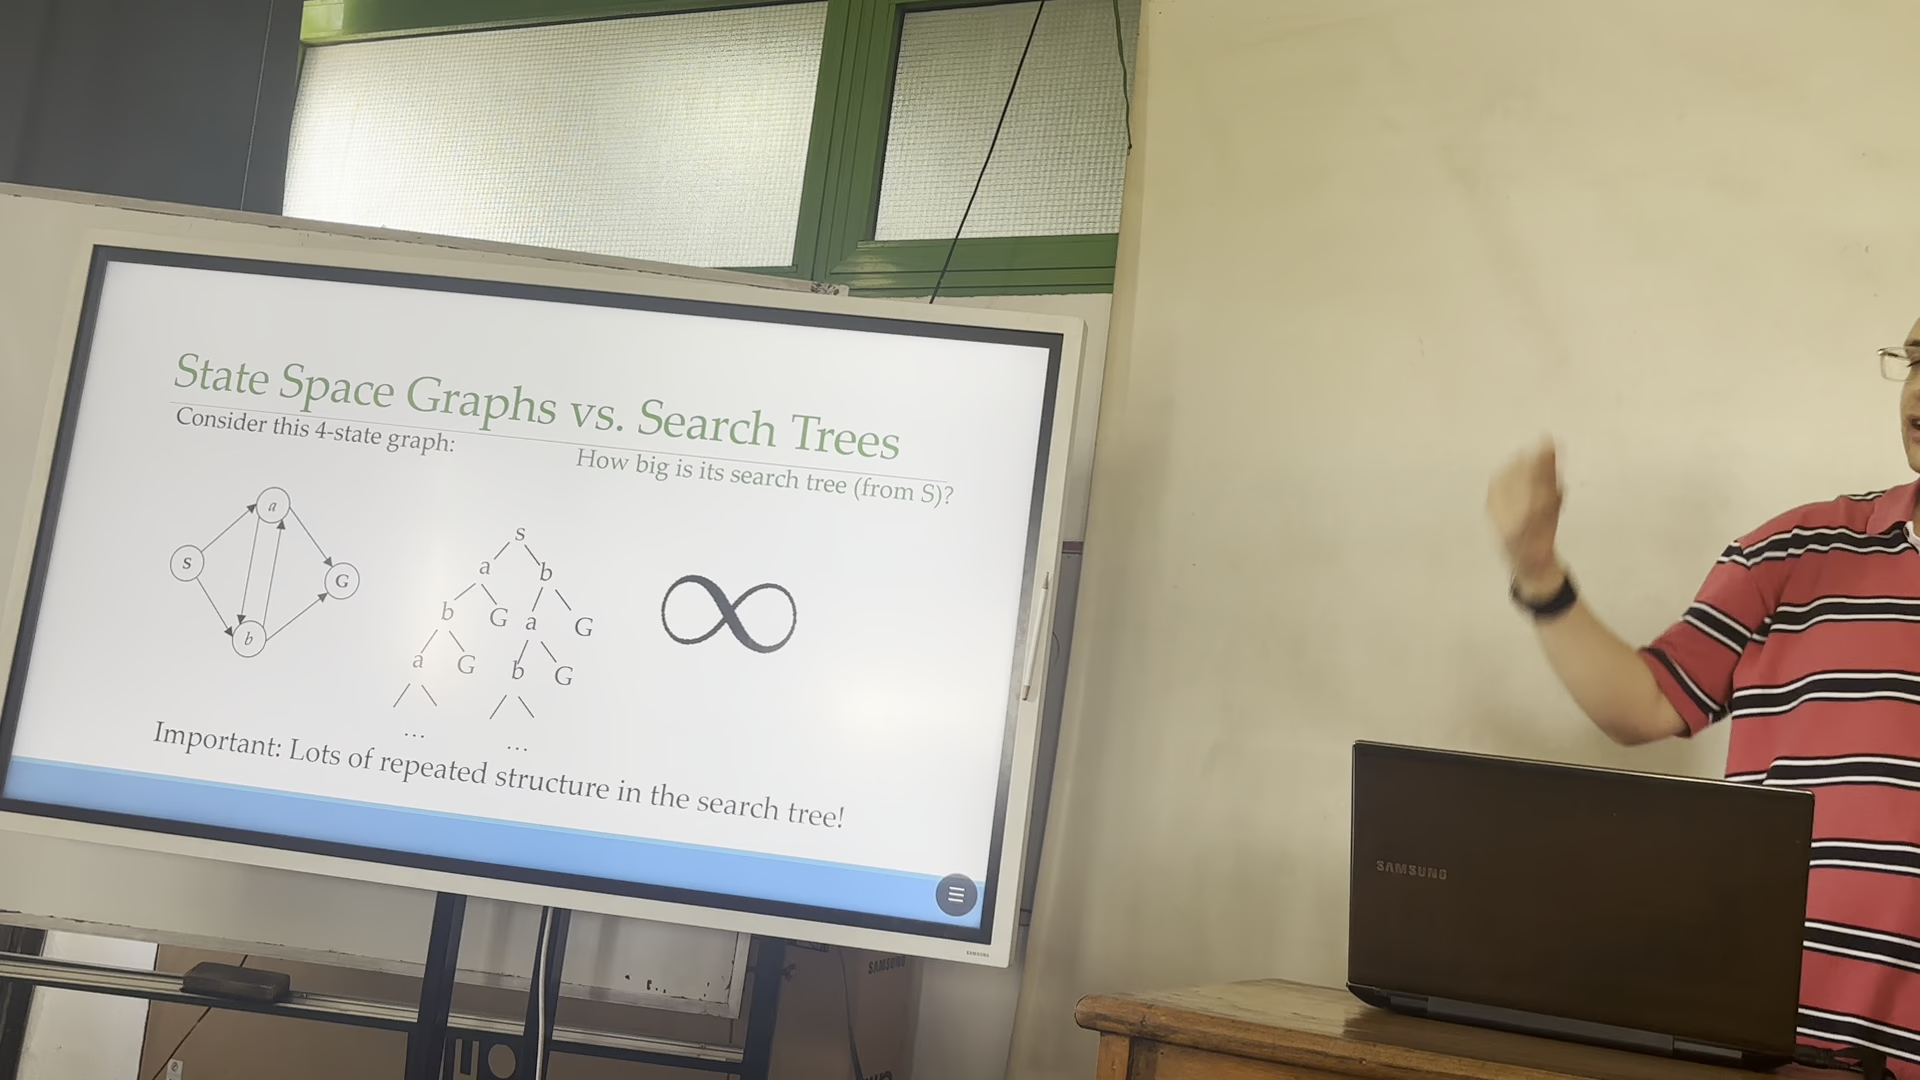 State Space Graphs vs. Search Trees
Consider this 4-state graph:
How big is its search tree (from S)?
a
s
G
b
s
a b
b G a G
a G b G
... ...
∞
Important: Lots of repeated structure in the search tree!
SAMSUNG
SAMSUNG
SAMSUNG